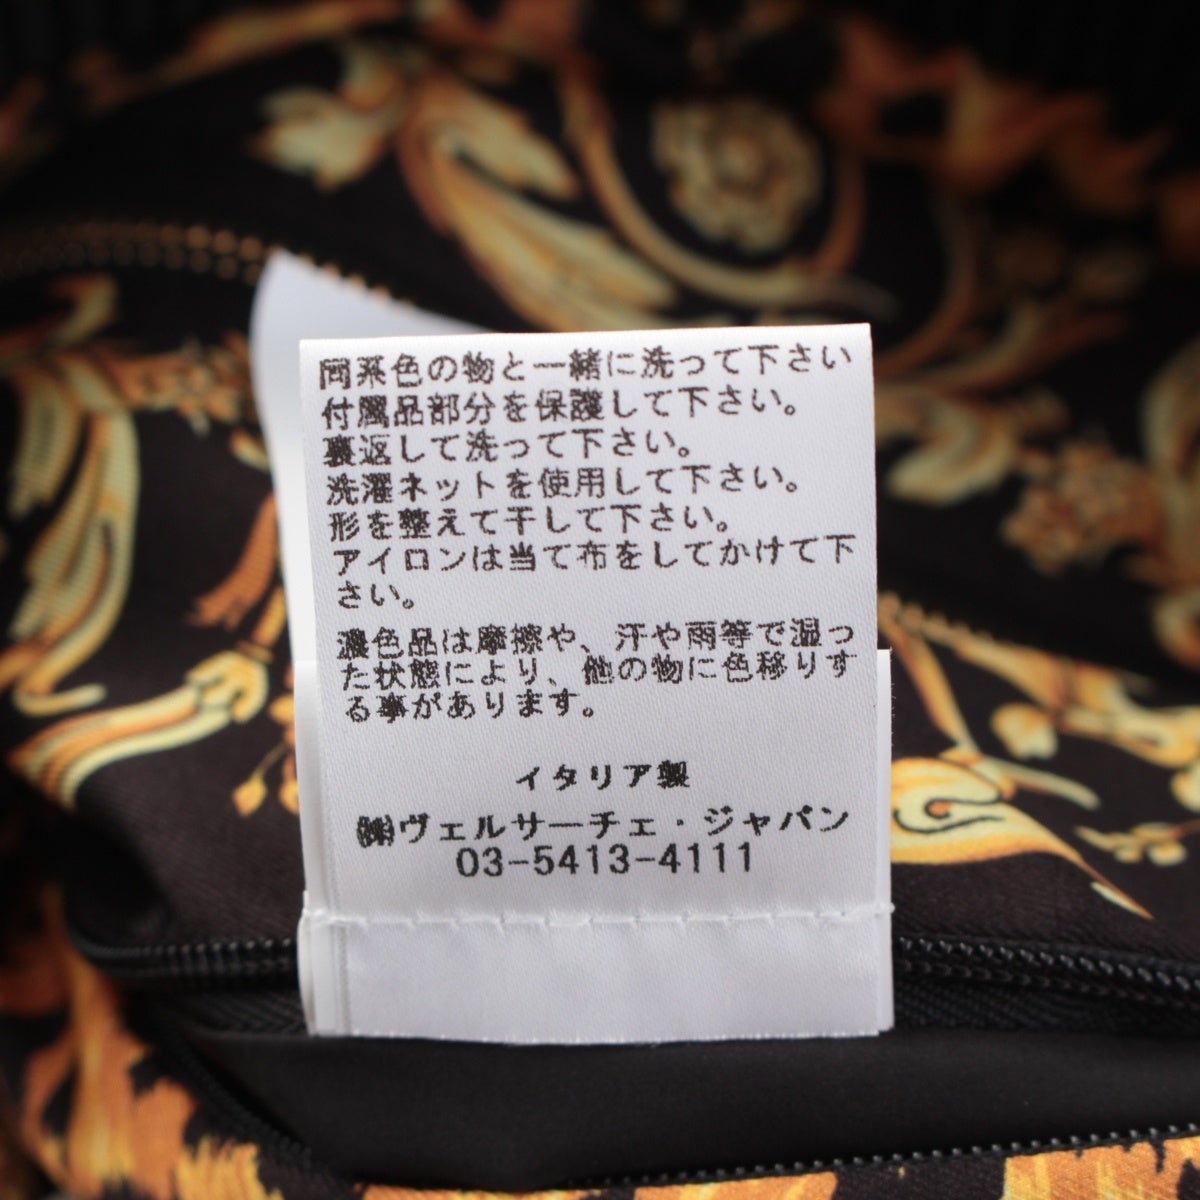 同系色の物と一緒に洗って下さい
付属品部分を保護して下さい。
裏返して洗って下さい。
洗濯ネットを使用して下さい。
形を整えて干して下さい。
アイロンは当て布をしてかけて下
さい。
濃色品は摩擦や、汗や雨等で湿っ
た状態により、他の物に色移りす
る事があります。
イタリア製
㈱ヴェルサーチェ・ジャパン
03-5413-4111